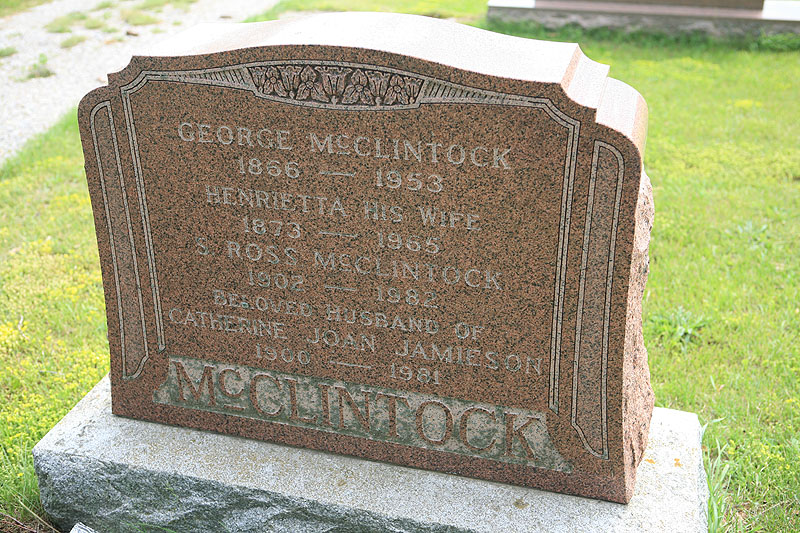 GEORGE McCLINTOCK
1866 — 1953
HENRIETTA HIS WIFE
1873 — 1965
S. ROSS McCLINTOCK
1902 — 1982
BELOVED HUSBAND OF
CATHERINE JOAN JAMIESON
1900 — 1981
McCLINTOCK